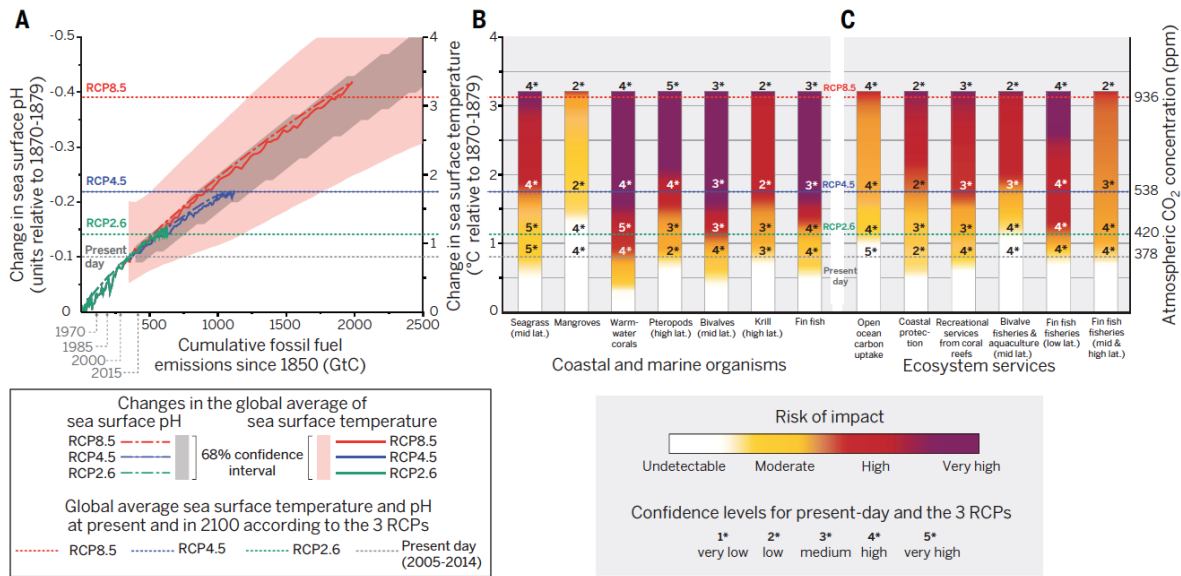 A
Change in sea surface pH
(units relative to 1870-1879)
-0.5
-0.4
-0.3
-0.2
-0.1
0
RCP8.5
RCP4.5
RCP2.6
Present
day
1970
1985
2000
2015
500
1000
1500
2000
2500
Cumulative fossil fuel
emissions since 1850 (GtC)
4
3
2
1
0
Change in sea surface temperature
(°C relative to 1870-1879)
B
4
3
2
1
0
4* 2* 4* 5* 4* 2* 3*
4* 2* 4* 4* 3* 2* 3*
5* 4* 5* 3* 3* 3* 4*
5* 4* 4* 2* 4* 3* 4*
Seagrass
(mid lat.)
Mangroves
Warm-
water
corals
Pteropods
(high lat.)
Bivalves
(mid lat.)
Krill
(high lat.)
Fin fish
Coastal and marine organisms
RCP8.5
RCP4.5
RCP2.6
Present
day
C
4* 2* 3* 2* 4* 2*
4* 2* 3* 3* 4* 3*
4* 3* 3* 4* 4* 4*
5* 2* 4* 4* 4* 4*
Open
ocean
carbon
uptake
Coastal
protec-
tion
Recreational
services
from coral
reefs
Bivalve
fisheries &
aquaculture
(mid lat.)
Fin fish
fisheries
(low lat.)
Fin fish
fisheries
(mid &
high lat.)
Ecosystem services
936
538
420
378
Atmospheric CO2 concentration (ppm)
Changes in the global average of
sea surface pH sea surface temperature
RCP8.5 RCP8.5
RCP4.5 68% confidence RCP4.5
RCP2.6 interval RCP2.6
Global average sea surface temperature and pH
at present and in 2100 according to the 3 RCPs
RCP8.5 RCP4.5 RCP2.6 Present day
(2005-2014)
Risk of impact
Undetectable Moderate High Very high
Confidence levels for present-day and the 3 RCPs
1* 2* 3* 4* 5*
very low low medium high very high